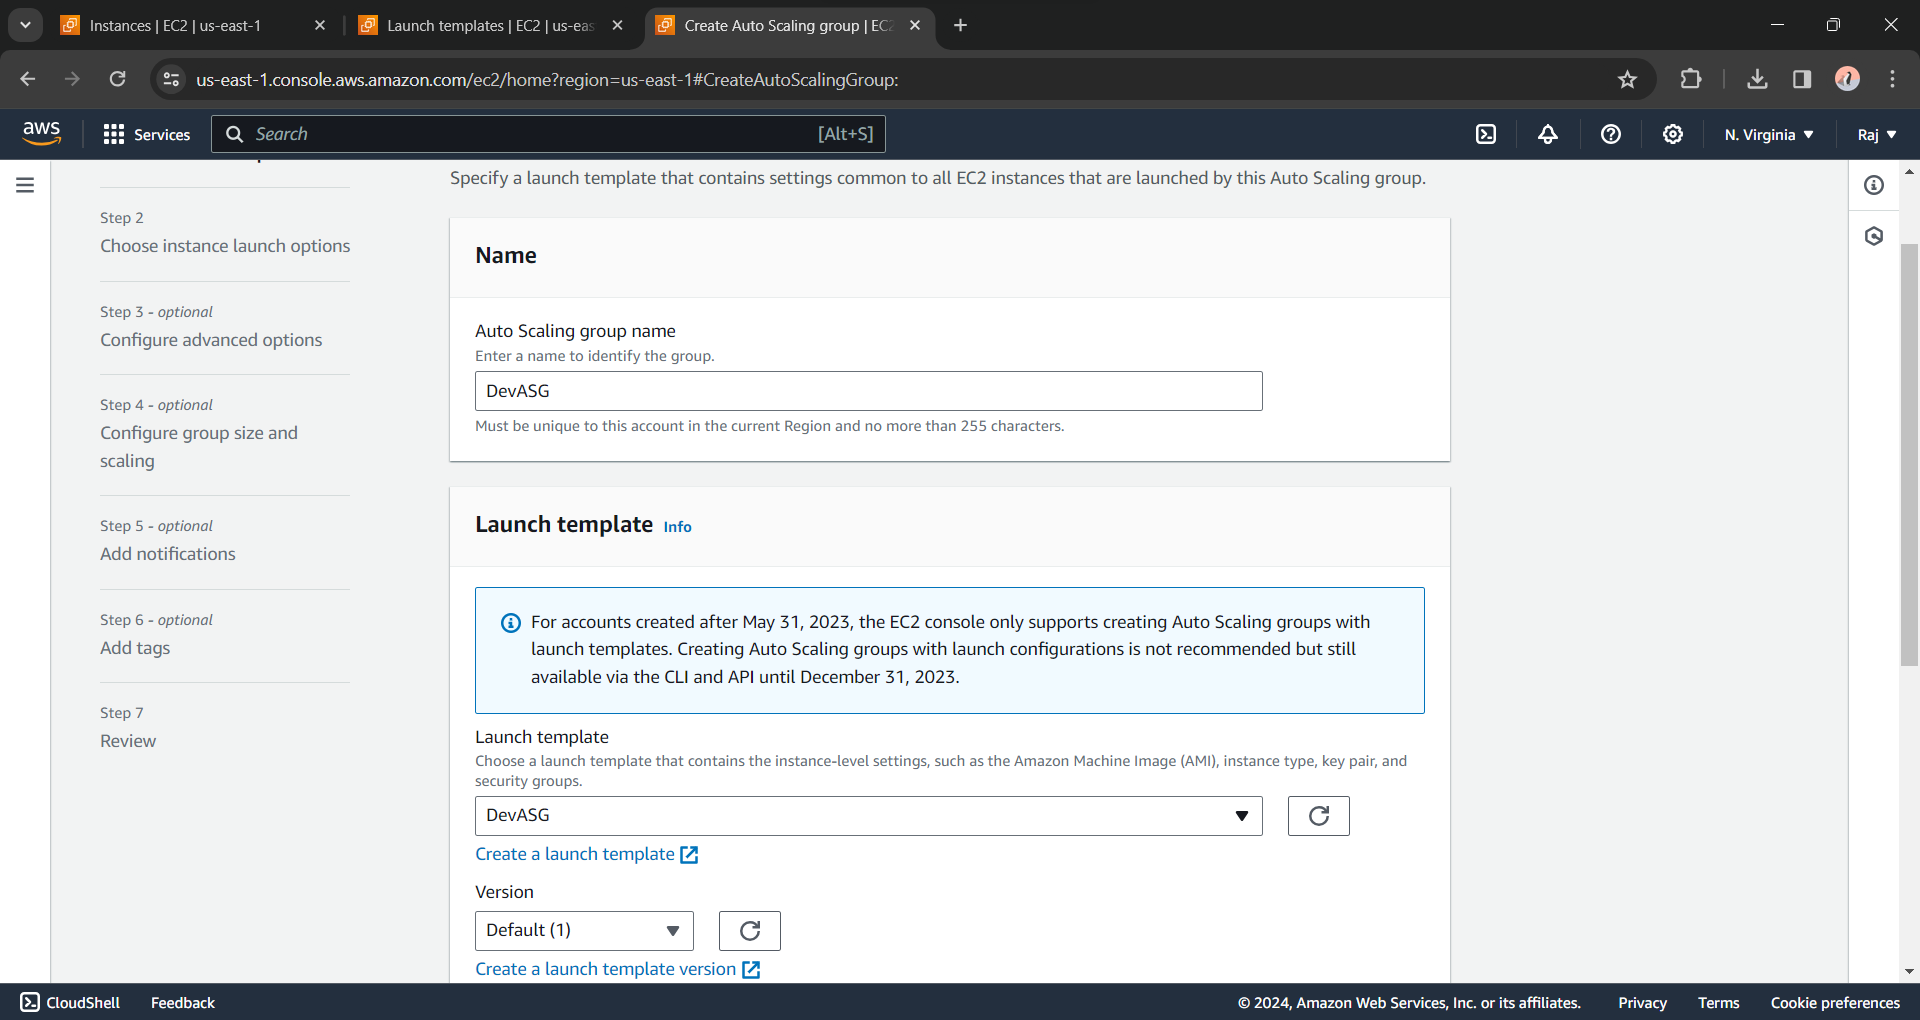 Instances | EC2 | us-east-1
Launch templates | EC2 | us-eas
Create Auto Scaling group | EC2
us-east-1.console.aws.amazon.com/ec2/home?region=us-east-1#CreateAutoScalingGroup:
aws
Services
Search
[Alt+S]
N. Virginia
Raj
Step 2
Choose instance launch options
Step 3 - optional
Configure advanced options
Step 4 - optional
Configure group size and
scaling
Step 5 - optional
Add notifications
Step 6 - optional
Add tags
Step 7
Review
Specify a launch template that contains settings common to all EC2 instances that are launched by this Auto Scaling group.
Name
Auto Scaling group name
Enter a name to identify the group.
DevASG
Must be unique to this account in the current Region and no more than 255 characters.
Launch template Info
For accounts created after May 31, 2023, the EC2 console only supports creating Auto Scaling groups with
launch templates. Creating Auto Scaling groups with launch configurations is not recommended but still
available via the CLI and API until December 31, 2023.
Launch template
Choose a launch template that contains the instance-level settings, such as the Amazon Machine Image (AMI), instance type, key pair, and
security groups.
DevASG
Create a launch template
Version
Default (1)
Create a launch template version
CloudShell
Feedback
© 2024, Amazon Web Services, Inc. or its affiliates.
Privacy
Terms
Cookie preferences